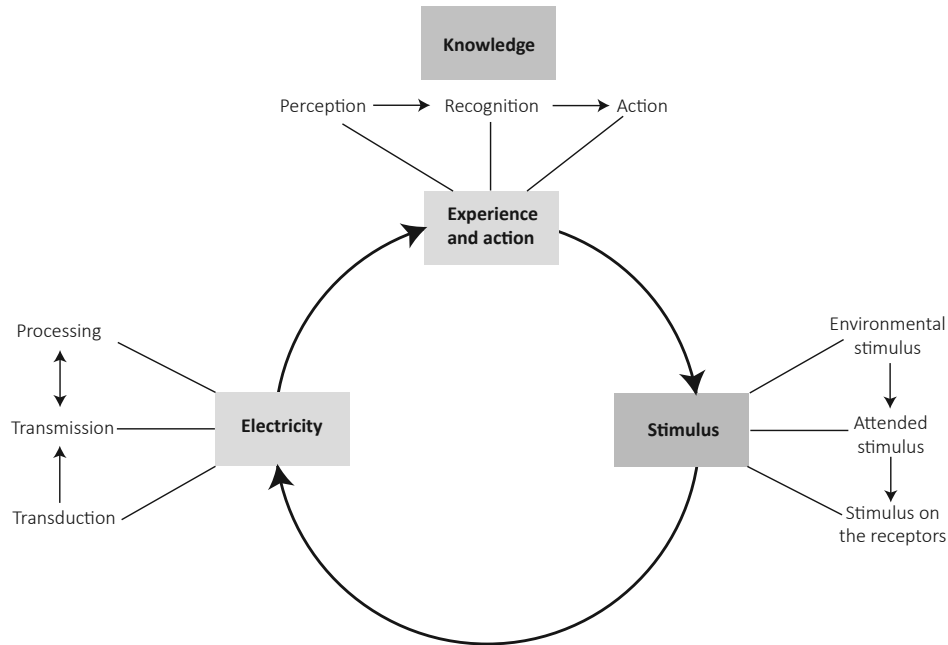 Knowledge
Perception
Recognition
Action
Experience
and action
Processing
Transmission
Transduction
Electricity
Stimulus
Environmental
stimulus
Attended
stimulus
Stimulus on
the receptors